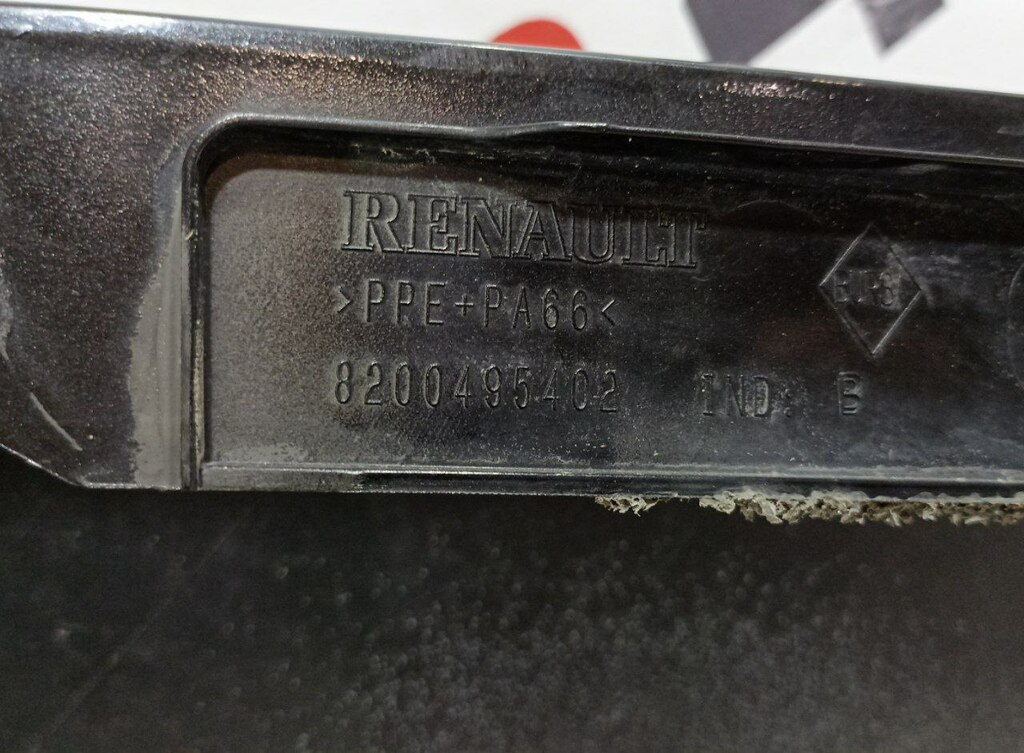 RENAULT
>PPE+PA66<
8200495402 IND: B